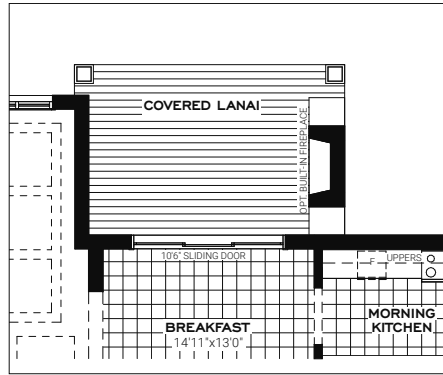 COVERED LANAI
OPT. BUILT-IN FIREPLACE
10'6" SLIDING DOOR
F
UPPERS
BREAKFAST
14'11"x13'0"
MORNING
KITCHEN